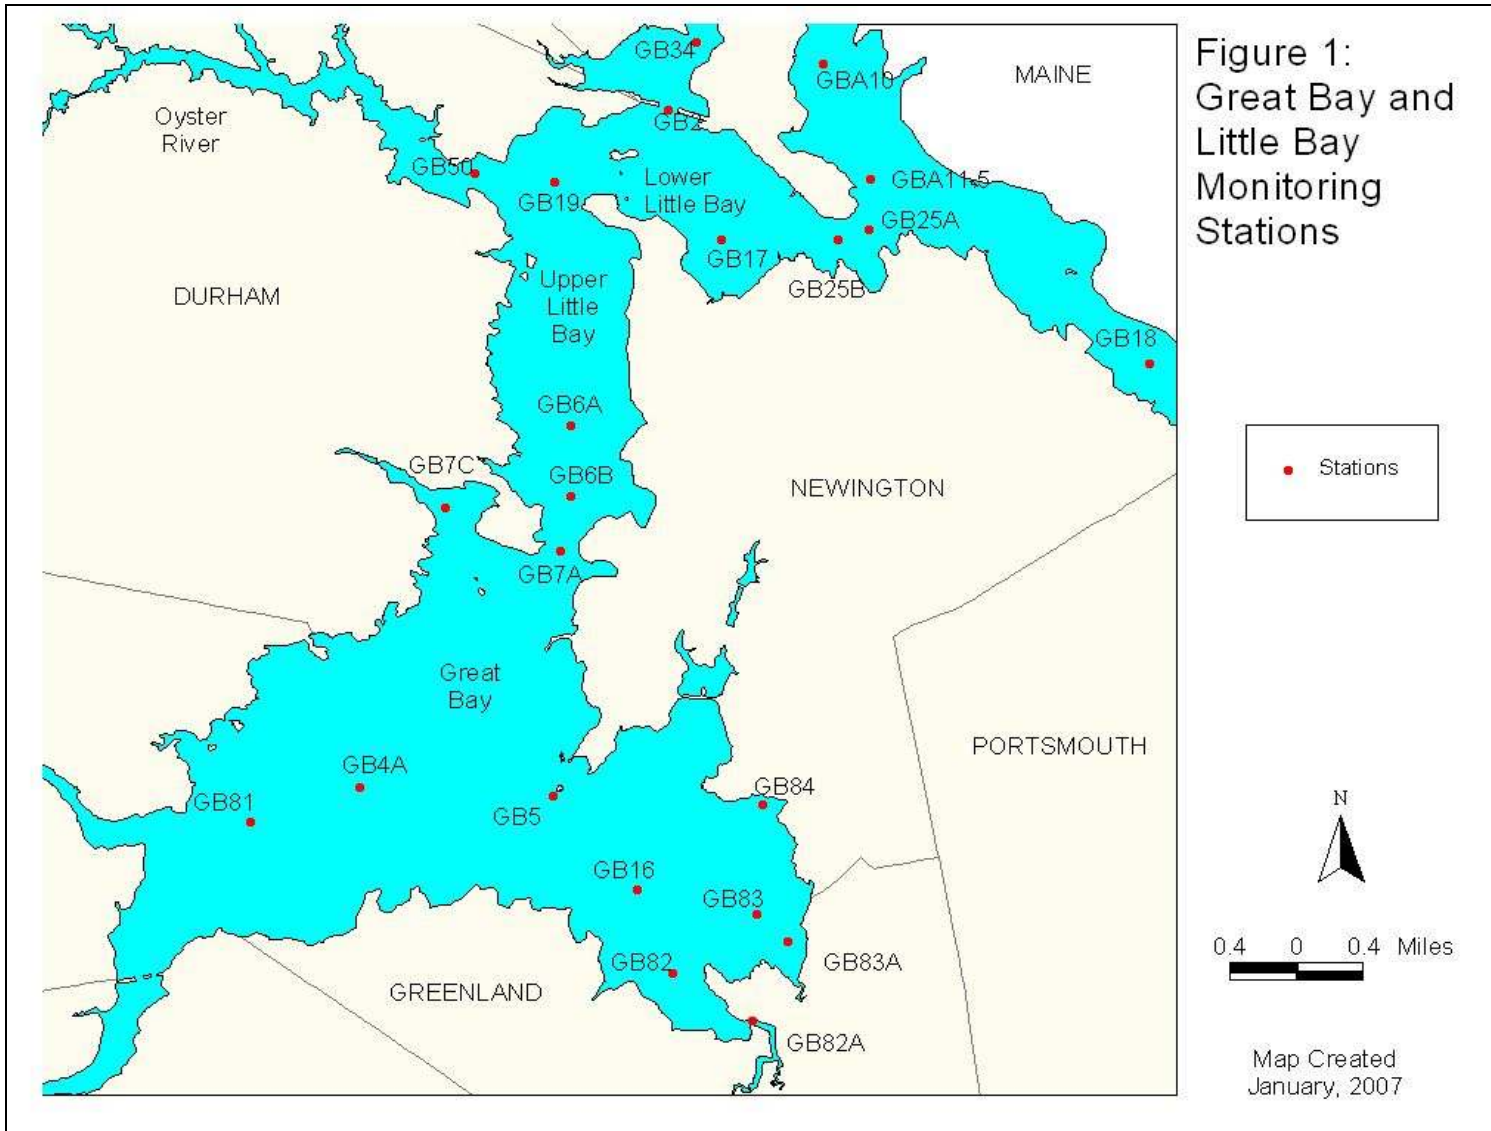 Figure 1:
Great Bay and
Little Bay
Monitoring
Stations
GB34
GBA10
MAINE
GB2
Oyster
River
GB50
GB19
Lower
Little Bay
GBA11.5
GB25A
GB17
GB25B
DURHAM
Upper
Little
Bay
GB18
GB6A
GB7C
GB6B
NEWINGTON
Stations
GB7A
Great
Bay
PORTSMOUTH
GB4A
GB81
GB5
GB84
N
GB16
GB83
GB82
GB83A
GREENLAND
GB82A
0.4 0 0.4 Miles
Map Created
January, 2007